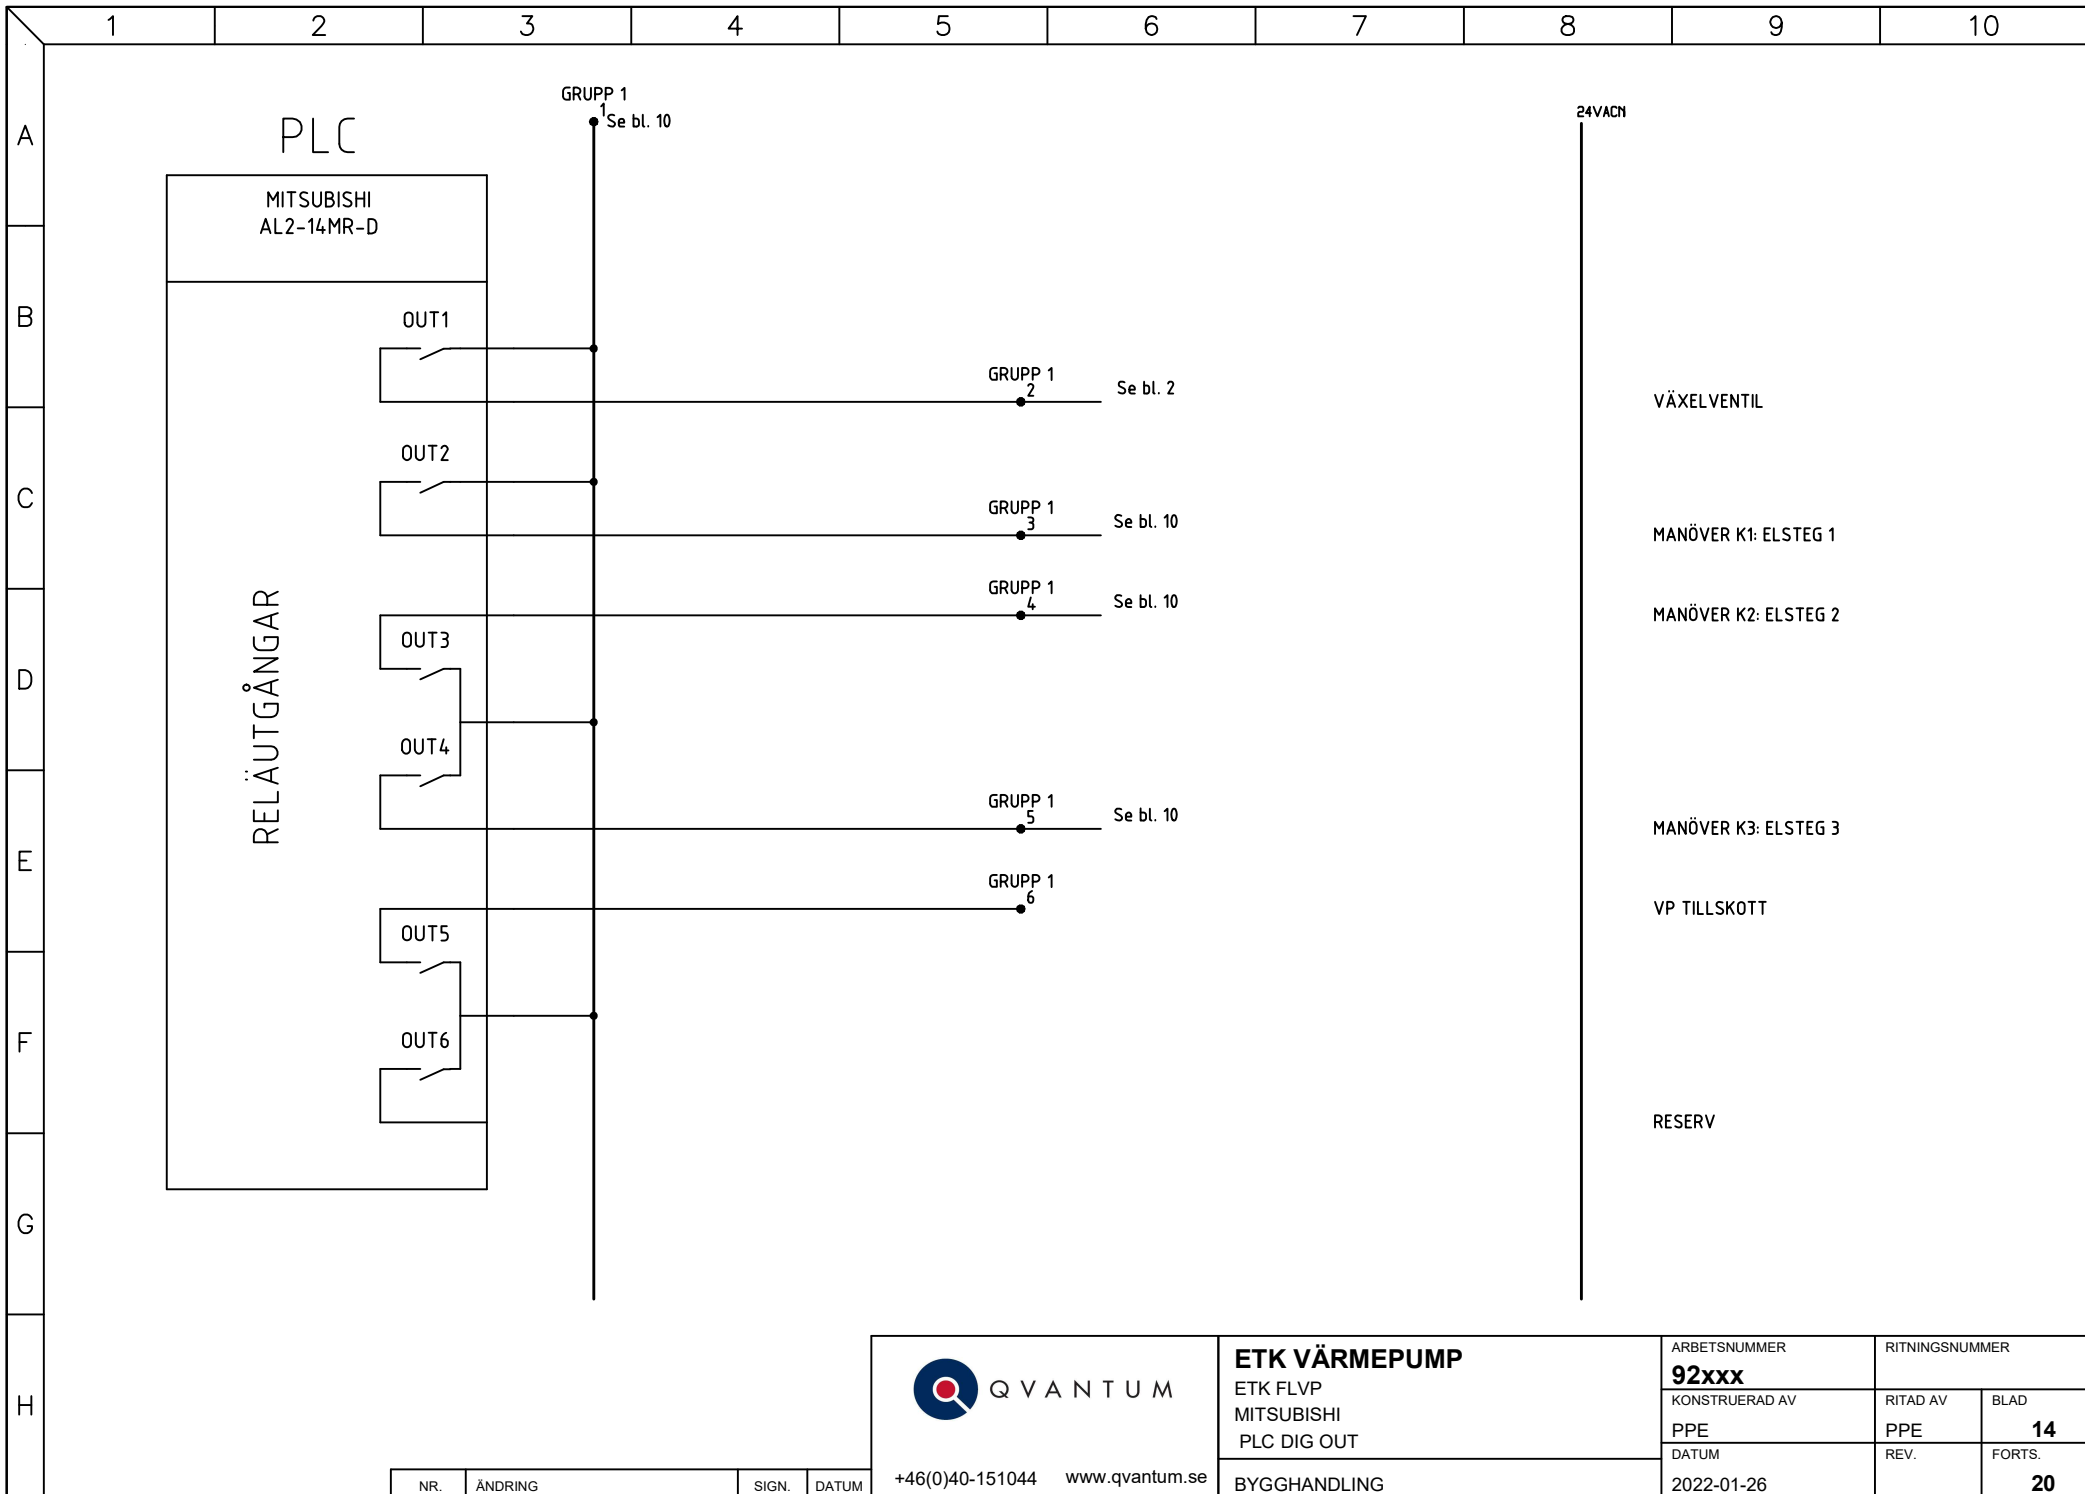 1 2 3 4 5 6 7 8 9 10
A
B
C
D
E
F
G
H
PLC
MITSUBISHI
AL2-14MR-D
RELÄUTGÅNGAR
GRUPP 1
1
Se bl. 10
24VACN
OUT1
GRUPP 1
2
Se bl. 2
VÄXELVENTIL
OUT2
GRUPP 1
3
Se bl. 10
MANÖVER K1: ELSTEG 1
GRUPP 1
4
Se bl. 10
MANÖVER K2: ELSTEG 2
OUT3
OUT4
GRUPP 1
5
Se bl. 10
MANÖVER K3: ELSTEG 3
GRUPP 1
6
VP TILLSKOTT
OUT5
OUT6
RESERV
NR. ÄNDRING SIGN. DATUM
QVANTUM
+46(0)40-151044 www.qvantum.se
ETK VÄRMEPUMP
ETK FLVP
MITSUBISHI
PLC DIG OUT
BYGGHANDLING
ARBETSNUMMER
92xxx
RITNINGSNUMMER
KONSTRUERAD AV
PPE
RITAD AV
PPE
BLAD
14
DATUM
2022-01-26
REV.
FORTS.
20